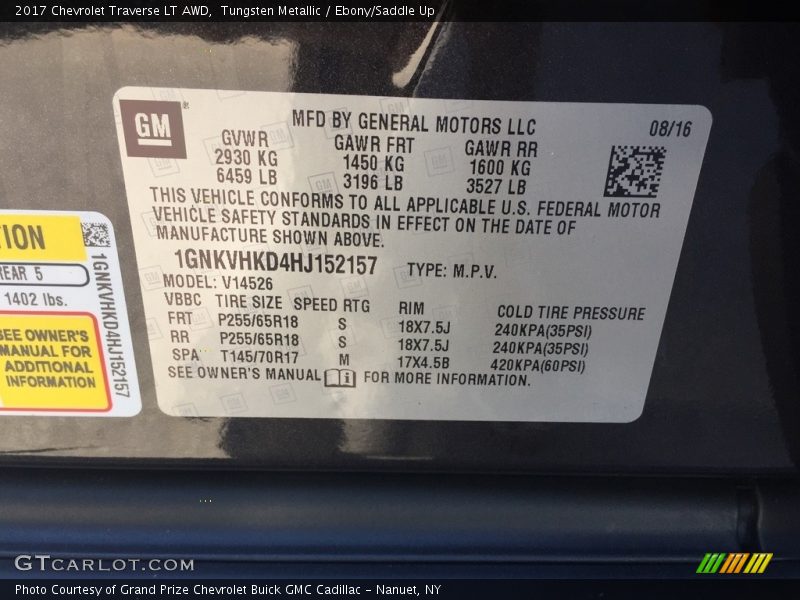 2017 Chevrolet Traverse LT AWD, Tungsten Metallic / Ebony/Saddle Up
GM ®
MFD BY GENERAL MOTORS LLC
08/16
GVWR GAWR FRT GAWR RR
2930 KG 1450 KG 1600 KG
6459 LB 3196 LB 3527 LB
THIS VEHICLE CONFORMS TO ALL APPLICABLE U.S. FEDERAL MOTOR
VEHICLE SAFETY STANDARDS IN EFFECT ON THE DATE OF
MANUFACTURE SHOWN ABOVE.
1GNKVHKD4HJ152157 TYPE: M.P.V.
MODEL: V14526
VBBC TIRE SIZE SPEED RTG RIM COLD TIRE PRESSURE
FRT P255/65R18 S 18X7.5J 240KPA(35PSI)
RR P255/65R18 S 18X7.5J 240KPA(35PSI)
SPA T145/70R17 M 17X4.5B 420KPA(60PSI)
SEE OWNER'S MANUAL i FOR MORE INFORMATION.
TION
REAR 5
1402 lbs.
SEE OWNER'S
MANUAL FOR
ADDITIONAL
INFORMATION
1GNKVHKD4HJ152157
GTCARLOT.COM
Photo Courtesy of Grand Prize Chevrolet Buick GMC Cadillac - Nanuet, NY